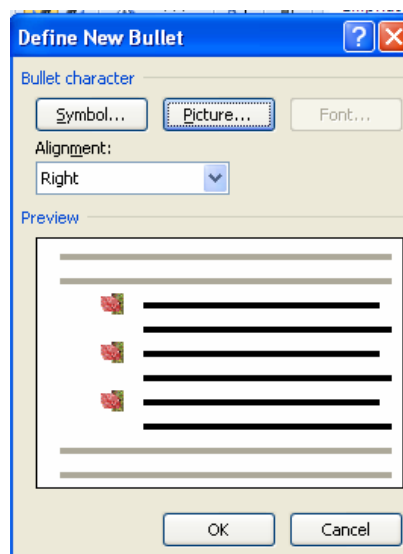 Define New Bullet
Bullet character
Symbol... Picture... Font...
Alignment:
Right
Preview
OK Cancel